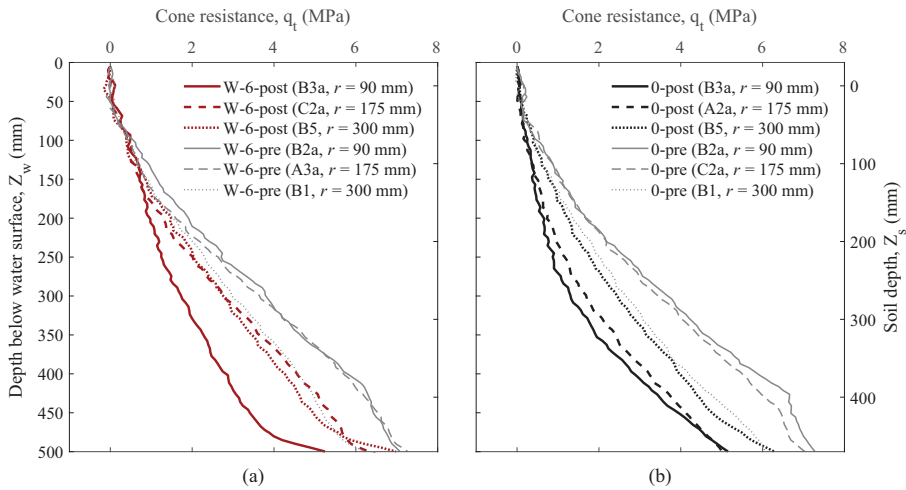 Cone resistance, q_t (MPa)
0 2 4 6 8
Depth below water surface, Z_w (mm)
0
50
100
150
200
250
300
350
400
450
500
W-6-post (B3a, r = 90 mm)
W-6-post (C2a, r = 175 mm)
W-6-post (B5, r = 300 mm)
W-6-pre (B2a, r = 90 mm)
W-6-pre (A3a, r = 175 mm)
W-6-pre (B1, r = 300 mm)
(a)
Cone resistance, q_t (MPa)
0 2 4 6 8
0-post (B3a, r = 90 mm)
0-post (A2a, r = 175 mm)
0-post (B5, r = 300 mm)
0-pre (B2a, r = 90 mm)
0-pre (C2a, r = 175 mm)
0-pre (B1, r = 300 mm)
0
100
200
300
400
Soil depth, Z_s (mm)
(b)